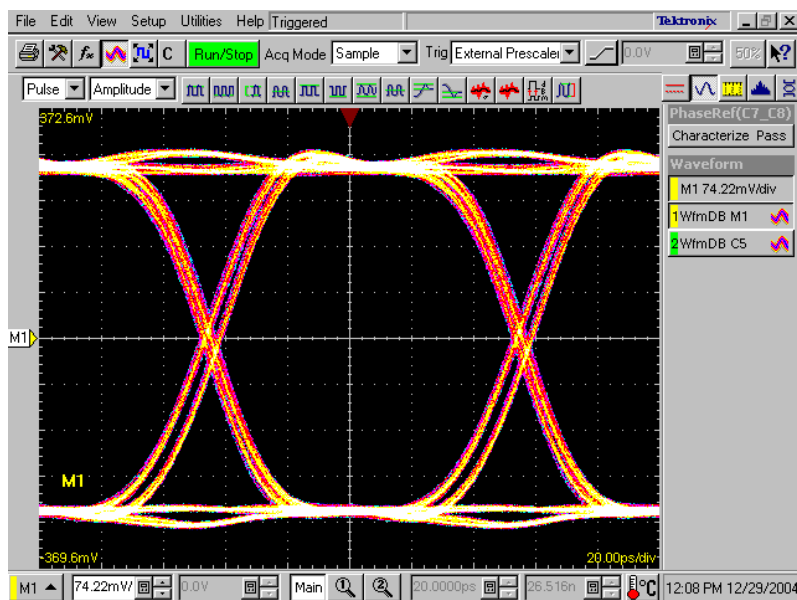 File Edit View Setup Utilities Help Triggered Tektronix
fx C Run/Stop Acq Mode Sample Trig External Prescaler 0.0V 50%
Pulse Amplitude
372.6mV
PhaseRef(C7_C8)
Characterize Pass
Waveform
M1 74.22mV/div
1 WfmDB M1
2 WfmDB C5
M1
M1
-369.6mV 20.00ps/div
M1 74.22mV/ 0.0V Main 1 2 20.0000ps 26.516n °C 12:08 PM 12/29/2004